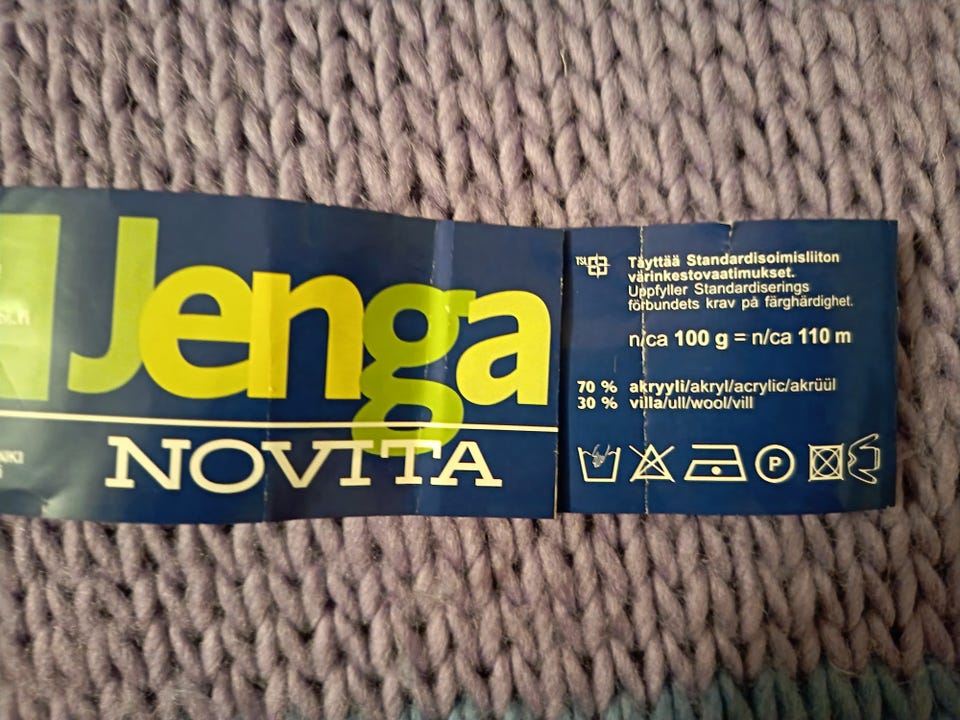 Jenga
NOVITA
TSL
Täyttää Standardisoimisliiton
värinkestovaatimukset.
Uppfyller Standardiserings
förbundets krav på färghärdighet.
n/ca 100 g = n/ca 110 m
70 % akryyli/akryl/acrylic/akrüül
30 % villa/ull/wool/vill
P